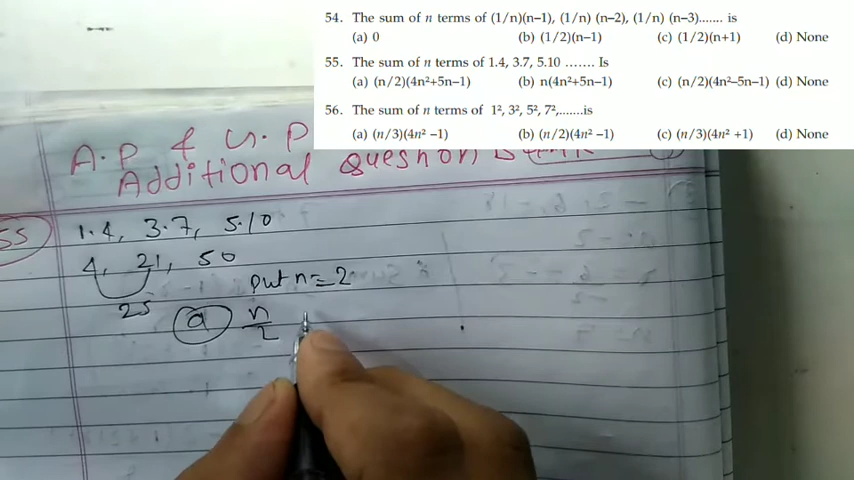 54. The sum of n terms of (1/n)(n–1), (1/n) (n–2), (1/n) (n–3)....... is
(a) 0 (b) (1/2)(n–1) (c) (1/2)(n+1) (d) None
55. The sum of n terms of 1.4, 3.7, 5.10 ....... Is
(a) (n/2)(4n²+5n–1) (b) n(4n²+5n–1) (c) (n/2)(4n²–5n–1) (d) None
56. The sum of n terms of 1², 3², 5², 7²,.......is
(a) (n/3)(4n² –1) (b) (n/2)(4n² –1) (c) (n/3)(4n² +1) (d) None
A.P & G.P
Additional Question Bank
55 1.4, 3.7, 5.10
4, 21, 50
put n=2
25
a n/2